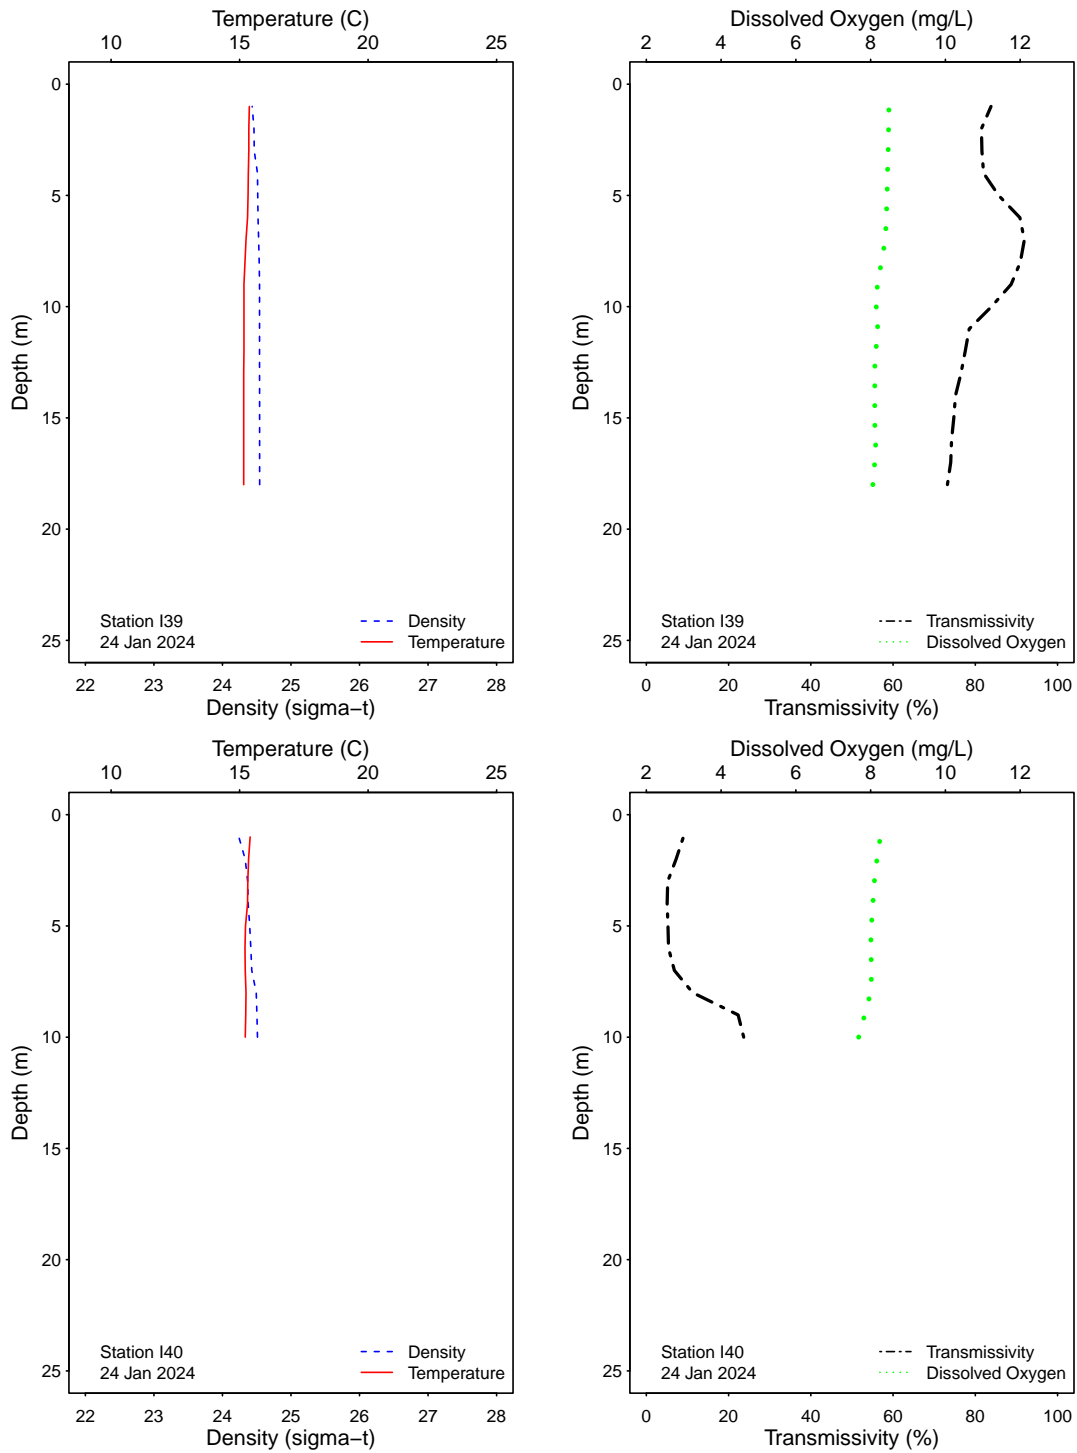 Temperature (C)
10 15 20 25
0
5
10
15
20
25
Depth (m)
Station I39
24 Jan 2024
Density
Temperature
22 23 24 25 26 27 28
Density (sigma−t)
Dissolved Oxygen (mg/L)
2 4 6 8 10 12
0
5
10
15
20
25
Depth (m)
Station I39
24 Jan 2024
Transmissivity
Dissolved Oxygen
0 20 40 60 80 100
Transmissivity (%)
Temperature (C)
10 15 20 25
0
5
10
15
20
25
Depth (m)
Station I40
24 Jan 2024
Density
Temperature
22 23 24 25 26 27 28
Density (sigma−t)
Dissolved Oxygen (mg/L)
2 4 6 8 10 12
0
5
10
15
20
25
Depth (m)
Station I40
24 Jan 2024
Transmissivity
Dissolved Oxygen
0 20 40 60 80 100
Transmissivity (%)